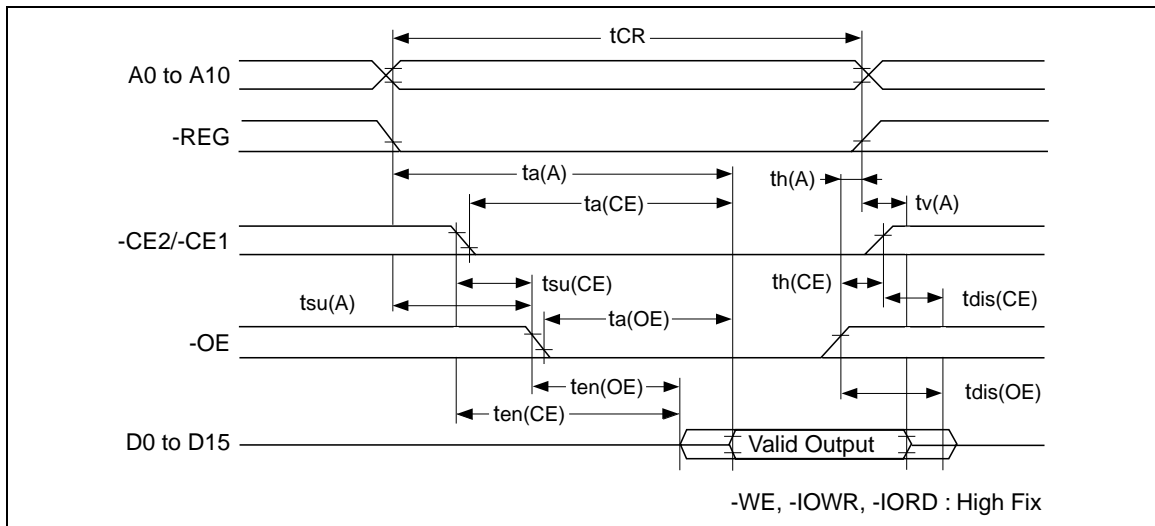 tCR
A0 to A10
-REG
ta(A)
th(A)
ta(CE)
tv(A)
-CE2/-CE1
tsu(CE)
th(CE)
tsu(A)
tdis(CE)
ta(OE)
-OE
ten(OE)
tdis(OE)
ten(CE)
D0 to D15
Valid Output
-WE, -IOWR, -IORD : High Fix